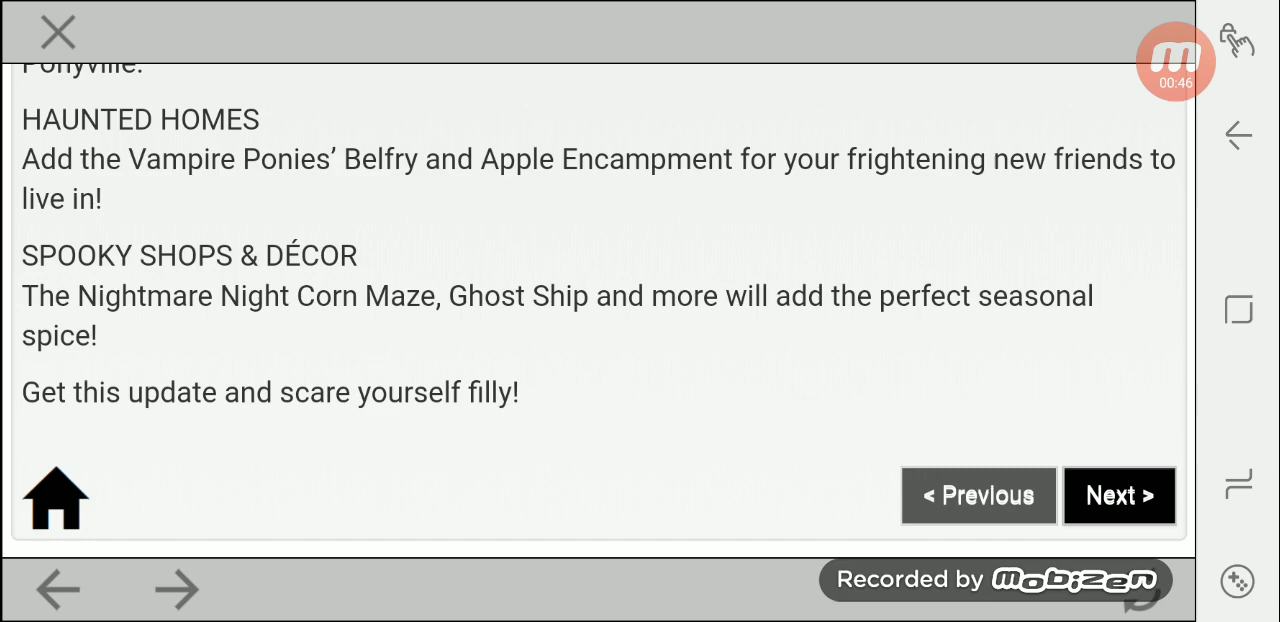 Ponyville.
HAUNTED HOMES
Add the Vampire Ponies’ Belfry and Apple Encampment for your frightening new friends to
live in!
SPOOKY SHOPS & DÉCOR
The Nightmare Night Corn Maze, Ghost Ship and more will add the perfect seasonal
spice!
Get this update and scare yourself filly!
< Previous
Next >
Recorded by mobizen
m
00:46